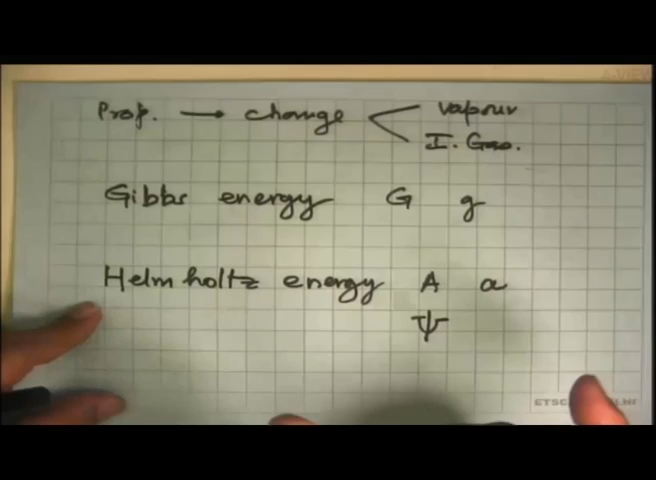 Prop. → change < vapour
I. Gas.
Gibbs energy G g
Helmholtz energy A a
Ψ